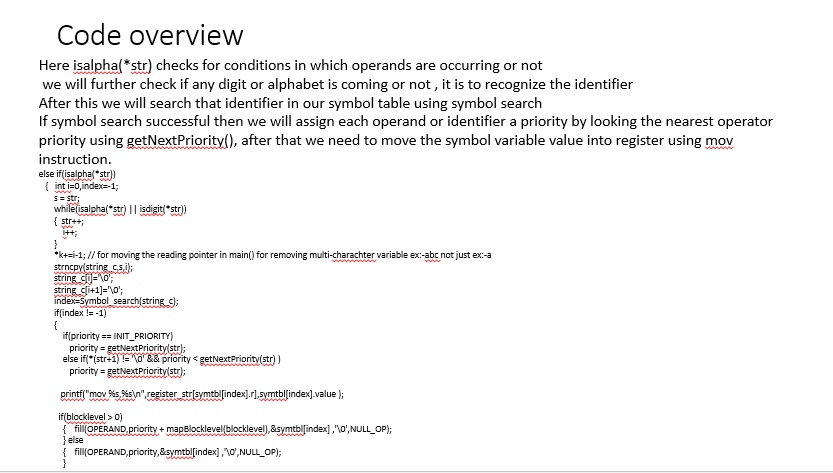 Code overview
Here isalpha(*str) checks for conditions in which operands are occurring or not
we will further check if any digit or alphabet is coming or not , it is to recognize the identifier
After this we will search that identifier in our symbol table using symbol search
If symbol search successful then we will assign each operand or identifier a priority by looking the nearest operator
priority using getNextPriority(), after that we need to move the symbol variable value into register using mov
instruction.
else if(isalpha(*str))
{ int i=0,index=-1;
s = str;
while(isalpha(*str) || isdigit(*str))
{ str++;
i++;
}
*k+=i-1; // for moving the reading pointer in main() for removing multi-charachter variable ex:-abc not just ex:-a
strncpy(string_c,s,i);
string_c[i]='\0';
string_c[i+1]='\0';
index=Symbol_search(string_c);
if(index != -1)
{
if(priority == INIT_PRIORITY)
priority = getNextPriority(str);
else if(*(str+1) != '\0' && priority < getNextPriority(str) )
priority = getNextPriority(str);
printf("mov %s,%s\n",register_str[symtbl[index].r],symtbl[index].value );
if(blocklevel > 0)
{ fill(OPERAND,priority + mapBlocklevel(blocklevel),&symtbl[index] ,'\0',NULL_OP);
} else
{ fill(OPERAND,priority,&symtbl[index] ,'\0',NULL_OP);
}